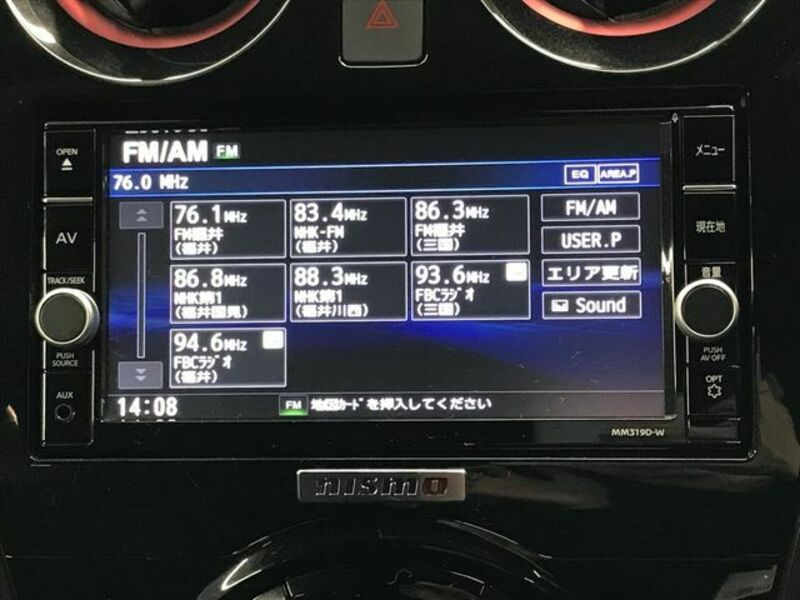 OPEN
AV
TRACK/SEEK
PUSH
SOURCE
AUX
FM/AM FM
76.0 MHz
EQ AREA.P
76.1MHz
FM福井
(福井)
83.4MHz
NHK-FM
(福井)
86.3MHz
FM福井
(三国)
86.8MHz
NHK第1
(福井国見)
88.3MHz
NHK第1
(福井川西)
93.6MHz
FBCラジオ
(三国)
94.6MHz
FBCラジオ
(福井)
FM/AM
USER.P
エリア更新
Sound
14:08
FM 地図カードを挿入してください
メニュー
現在地
音量
PUSH
AV OFF
OPT
MM319D-W
nismo